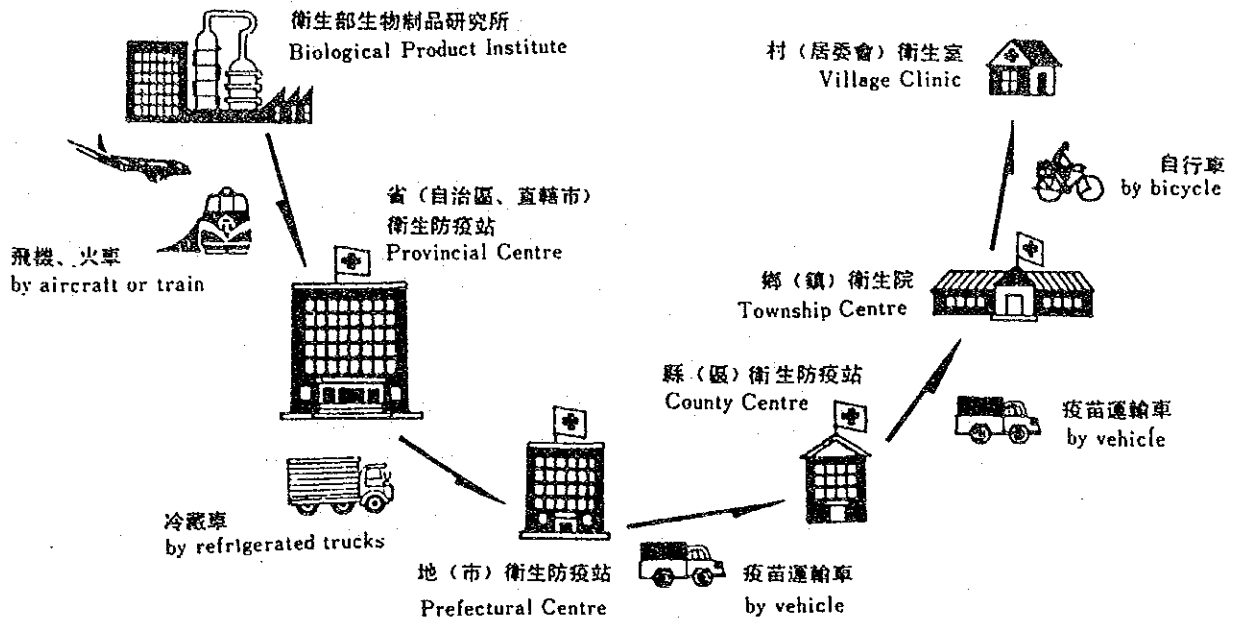 衛生部生物制品研究所
Biological Product Institute
飛機、火車
by aircraft or train
省（自治區、直轄市）
衛生防疫站
Provincial Centre
冷藏車
by refrigerated trucks
地（市）衛生防疫站
Prefectural Centre
疫苗運輸車
by vehicle
縣（區）衛生防疫站
County Centre
疫苗運輸車
by vehicle
鄉（鎮）衛生院
Township Centre
自行車
by bicycle
村（居委會）衛生室
Village Clinic